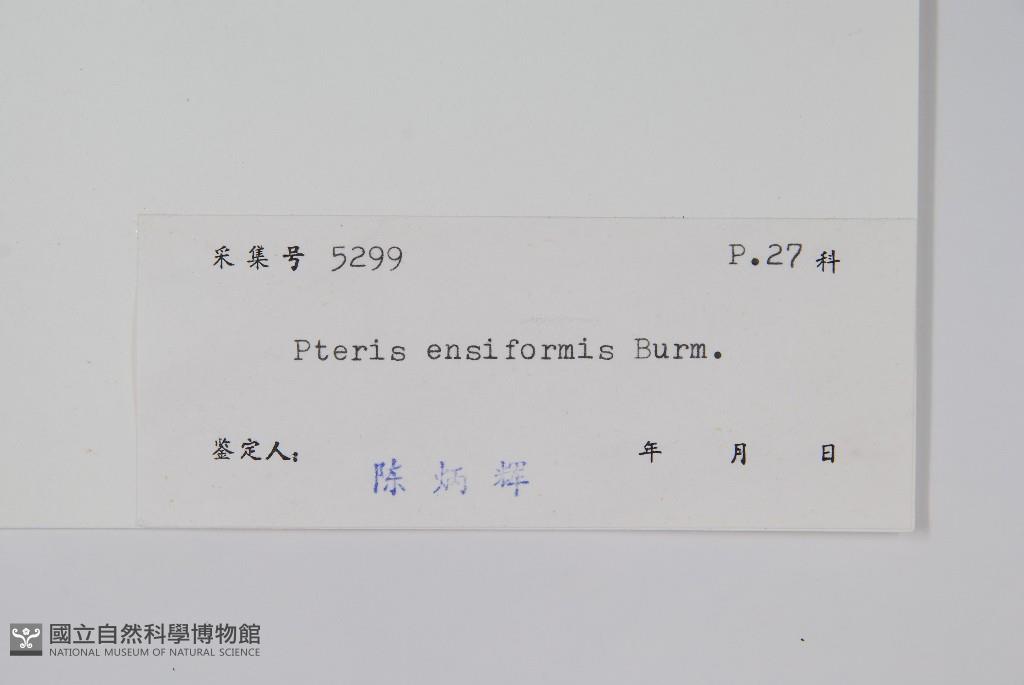 采集号 5299 P.27 科
Pteris ensiformis Burm.
鉴定人： 年 月 日
陈炳辉
國立自然科學博物館
NATIONAL MUSEUM OF NATURAL SCIENCE